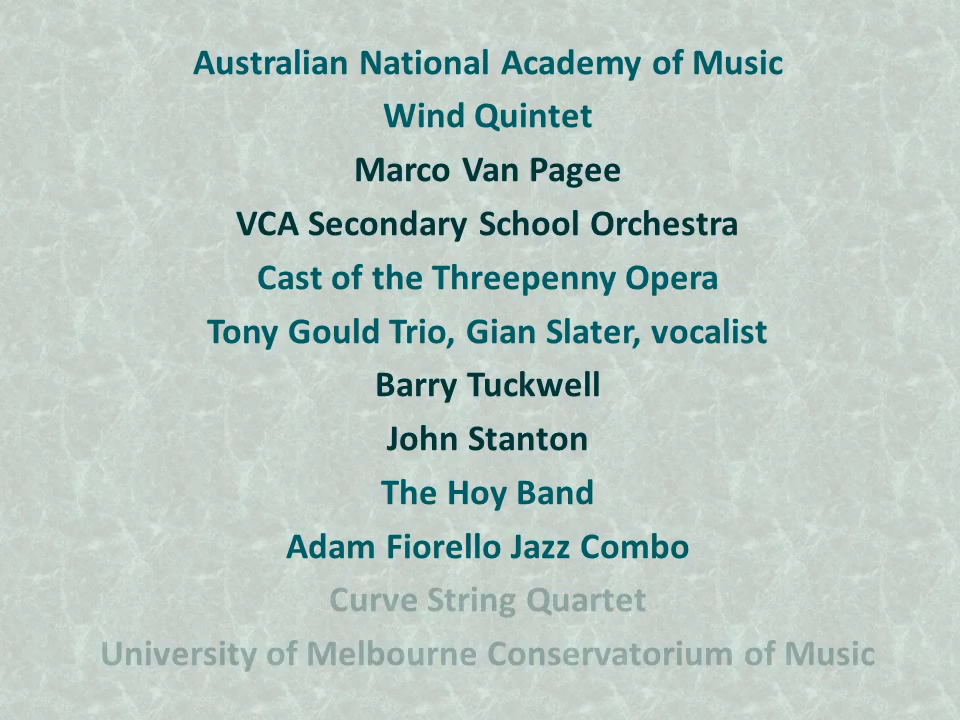 Australian National Academy of Music
Wind Quintet
Marco Van Pagee
VCA Secondary School Orchestra
Cast of the Threepenny Opera
Tony Gould Trio, Gian Slater, vocalist
Barry Tuckwell
John Stanton
The Hoy Band
Adam Fiorello Jazz Combo
Curve String Quartet
University of Melbourne Conservatorium of Music